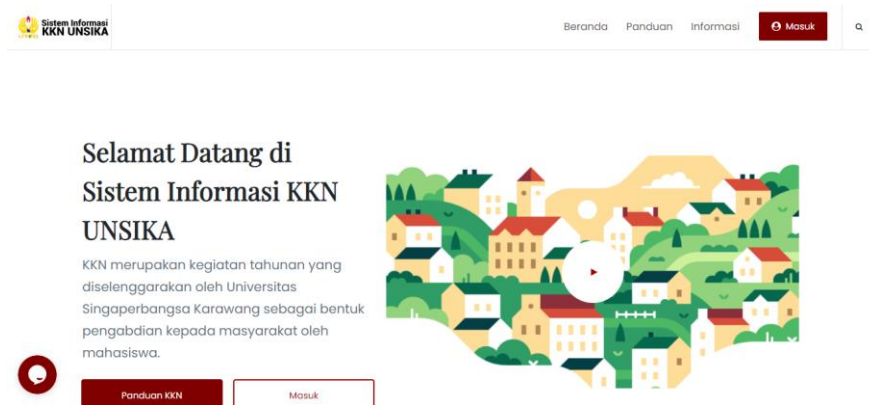 Sistem Informasi
KKN UNSIKA
Beranda Panduan Informasi Masuk
Selamat Datang di
Sistem Informasi KKN
UNSIKA
KKN merupakan kegiatan tahunan yang
diselenggarakan oleh Universitas
Singaperbangsa Karawang sebagai bentuk
pengabdian kepada masyarakat oleh
mahasiswa.
Panduan KKN Masuk